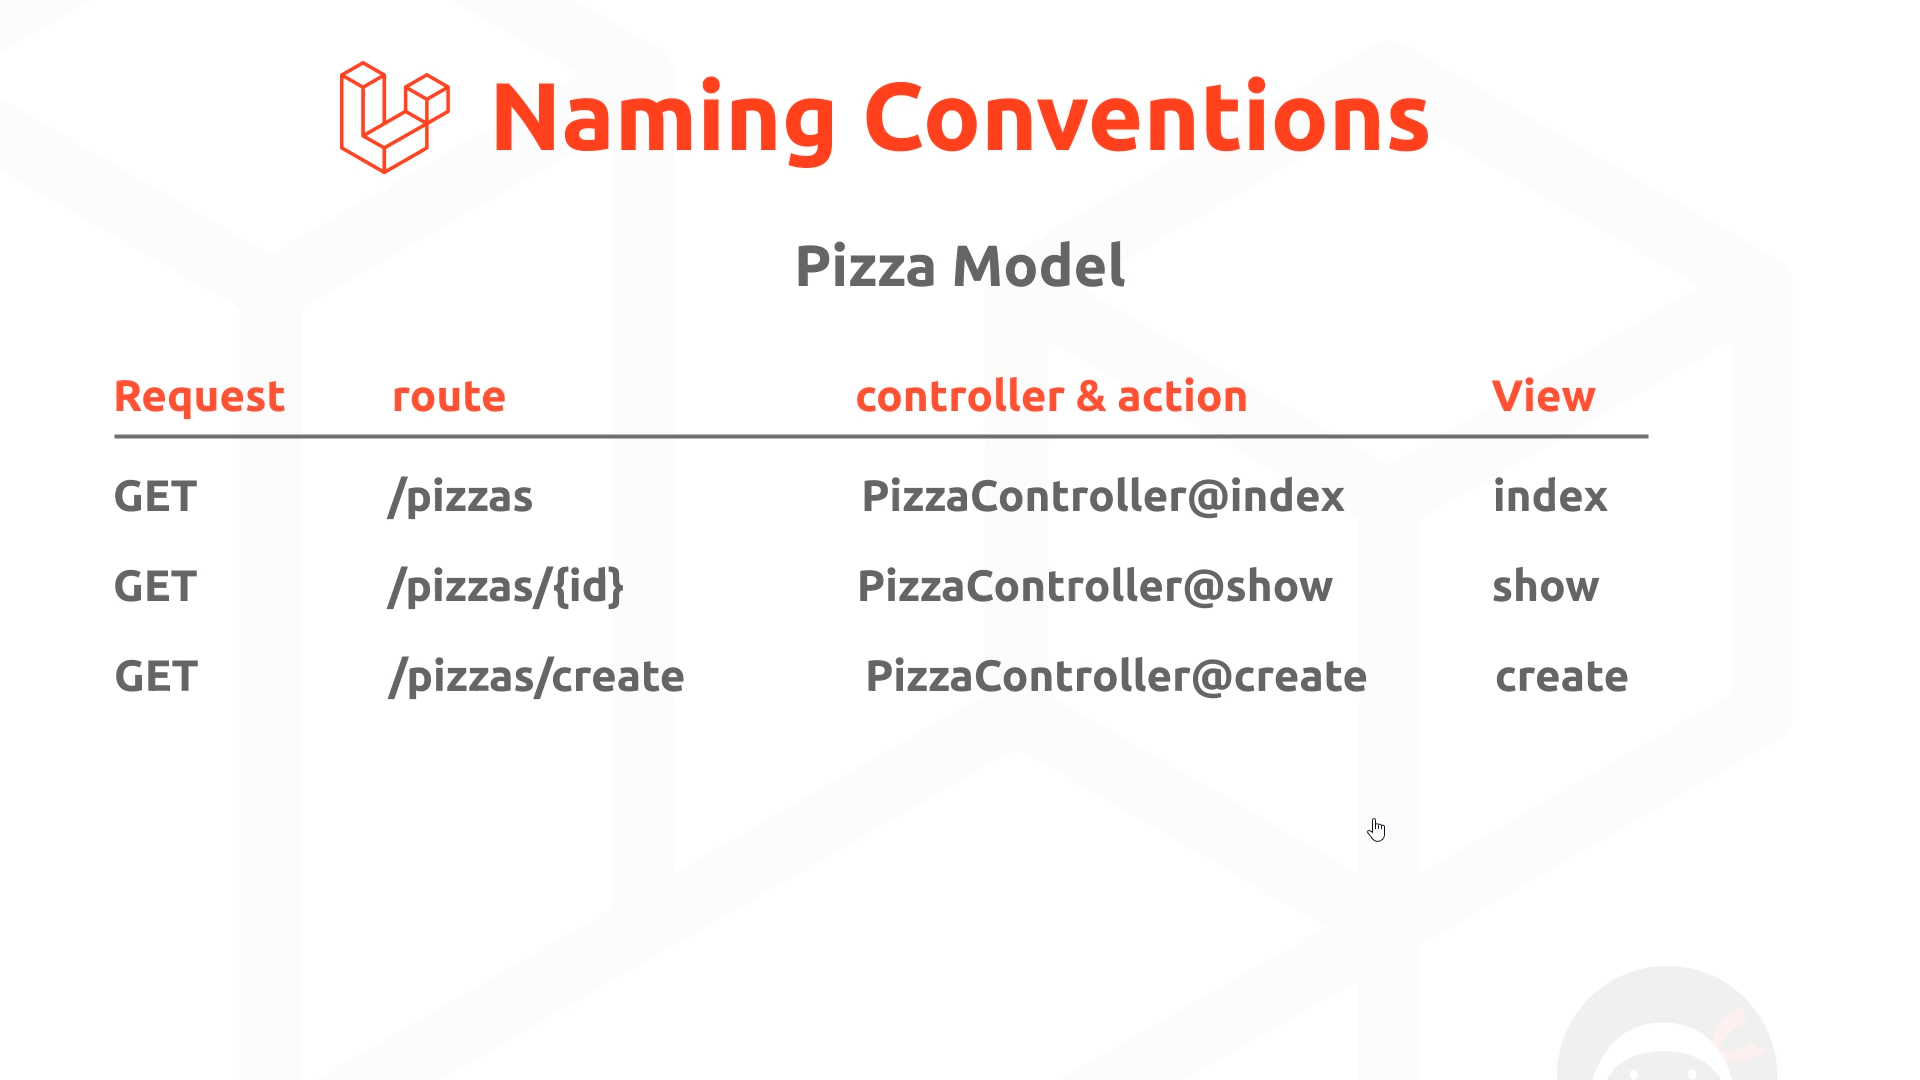 Naming Conventions
Pizza Model
Request route controller & action View
GET /pizzas PizzaController@index index
GET /pizzas/{id} PizzaController@show show
GET /pizzas/create PizzaController@create create